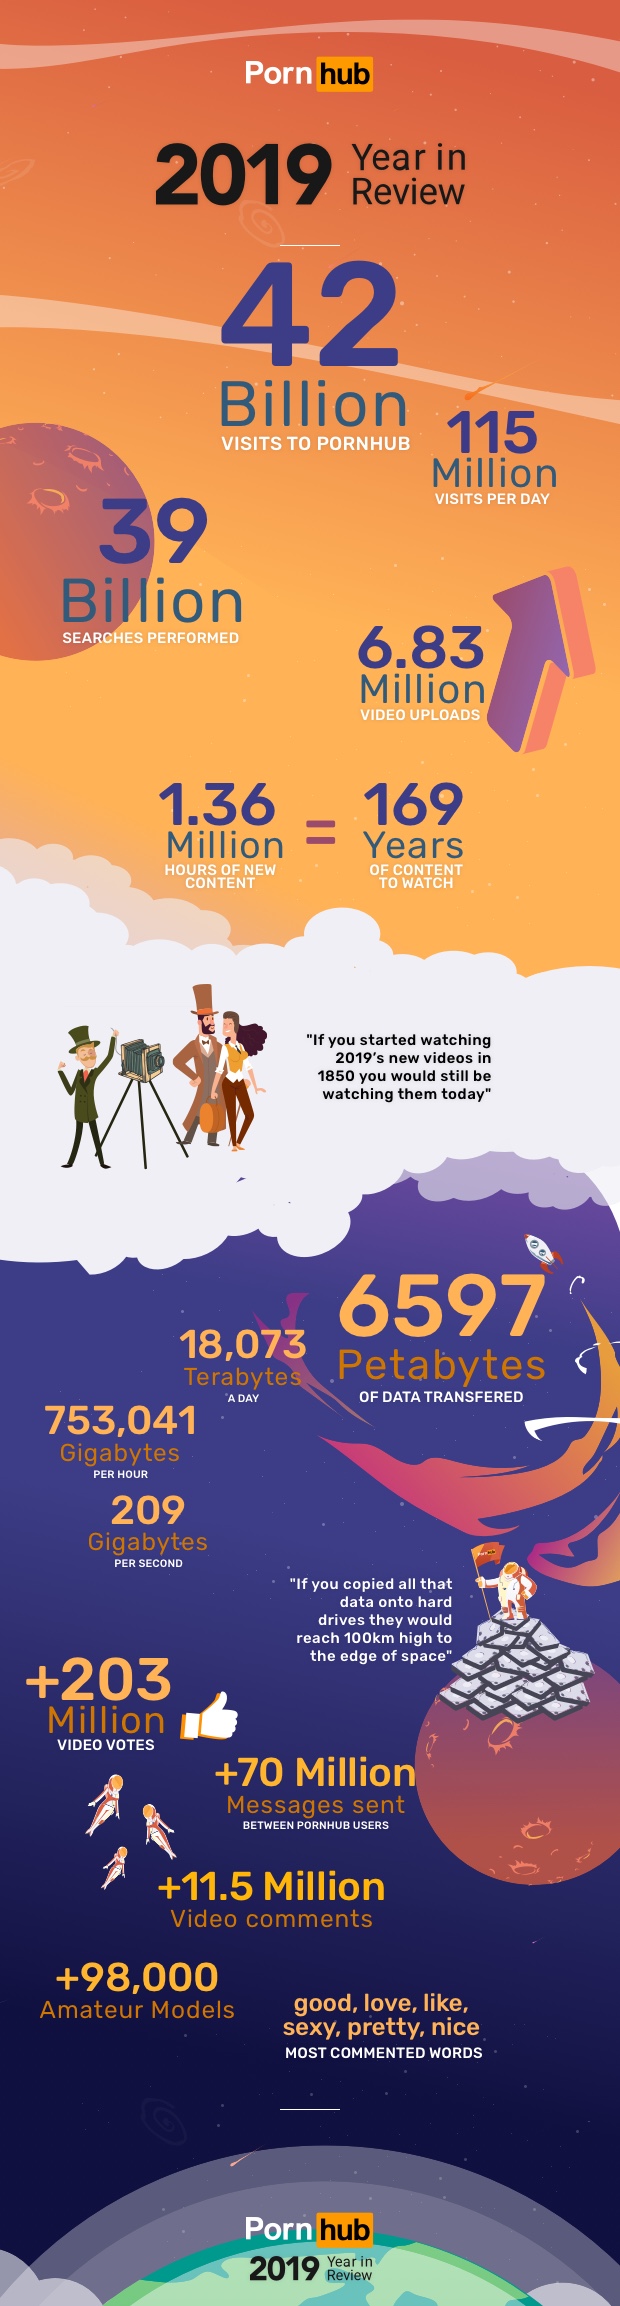 Pornhub
2019 Year in
Review
42
Billion
VISITS TO PORNHUB
115
Million
VISITS PER DAY
39
Billion
SEARCHES PERFORMED
6.83
Million
VIDEO UPLOADS
1.36
Million
HOURS OF NEW
CONTENT
=
169
Years
OF CONTENT
TO WATCH
"If you started watching
2019's new videos in
1850 you would still be
watching them today"
6597
Petabytes
OF DATA TRANSFERED
18,073
Terabytes
A DAY
753,041
Gigabytes
PER HOUR
209
Gigabytes
PER SECOND
"If you copied all that
data onto hard
drives they would
reach 100km high to
the edge of space"
+203
Million
VIDEO VOTES
+70 Million
Messages sent
BETWEEN PORNHUB USERS
+11.5 Million
Video comments
+98,000
Amateur Models
good, love, like,
sexy, pretty, nice
MOST COMMENTED WORDS
Pornhub
2019 Year in
Review